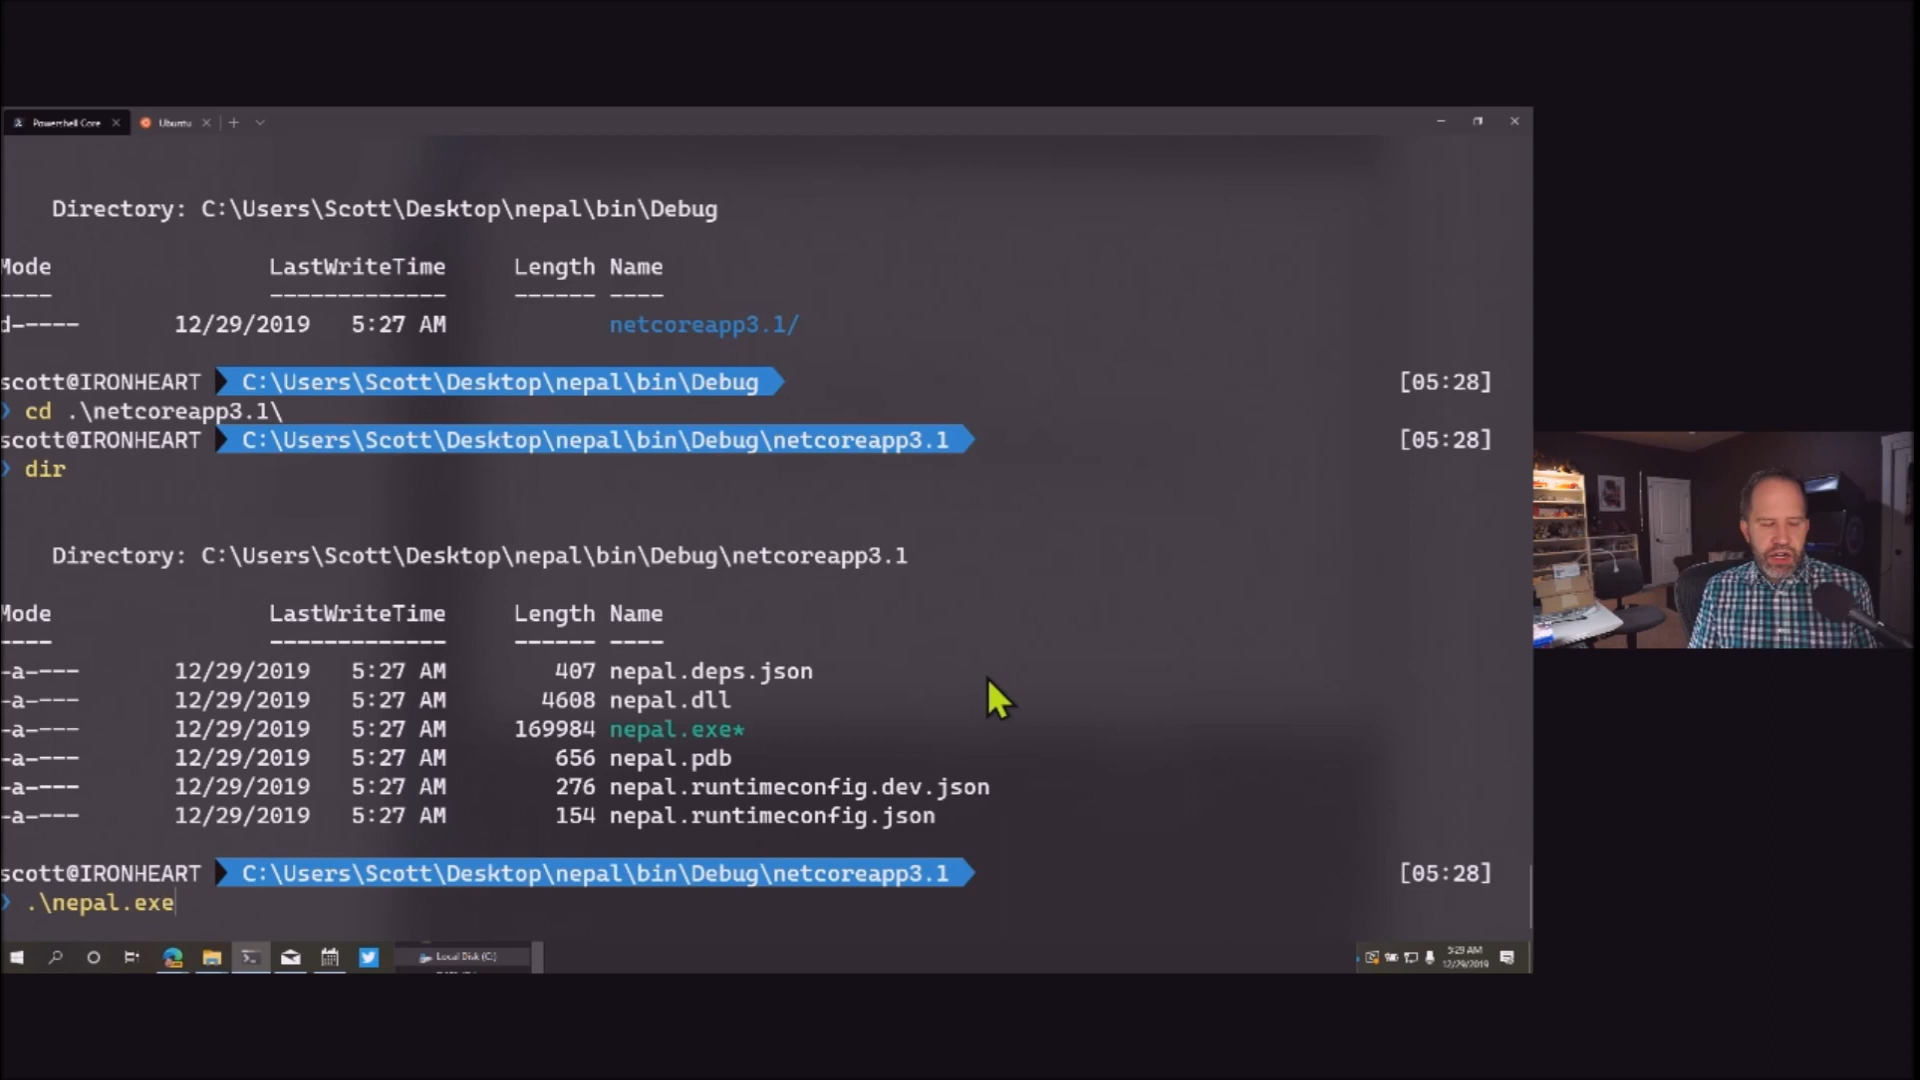 Powershell Core
Ubuntu
Directory: C:\Users\Scott\Desktop\nepal\bin\Debug
Mode LastWriteTime Length Name
---- ------------- ------ ----
d----- 12/29/2019 5:27 AM netcoreapp3.1/
scott@IRONHEART C:\Users\Scott\Desktop\nepal\bin\Debug [05:28]
❯ cd .\netcoreapp3.1\
scott@IRONHEART C:\Users\Scott\Desktop\nepal\bin\Debug\netcoreapp3.1 [05:28]
❯ dir
Directory: C:\Users\Scott\Desktop\nepal\bin\Debug\netcoreapp3.1
Mode LastWriteTime Length Name
---- ------------- ------ ----
-a---- 12/29/2019 5:27 AM 407 nepal.deps.json
-a---- 12/29/2019 5:27 AM 4608 nepal.dll
-a---- 12/29/2019 5:27 AM 169984 nepal.exe*
-a---- 12/29/2019 5:27 AM 656 nepal.pdb
-a---- 12/29/2019 5:27 AM 276 nepal.runtimeconfig.dev.json
-a---- 12/29/2019 5:27 AM 154 nepal.runtimeconfig.json
scott@IRONHEART C:\Users\Scott\Desktop\nepal\bin\Debug\netcoreapp3.1 [05:28]
❯ .\nepal.exe
Local Disk (C:)
5:29 AM
12/29/2019